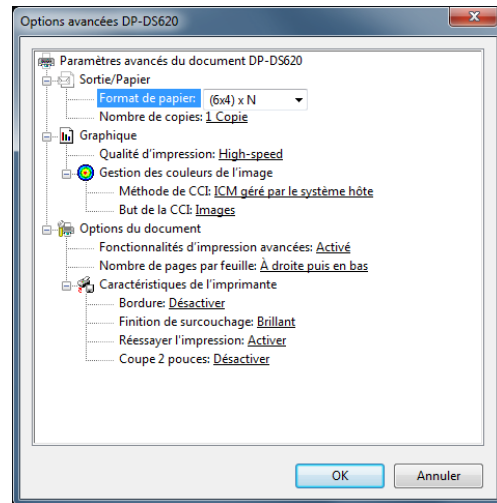 Options avancées DP-DS620
Paramètres avancés du document DP-DS620
Sortie/Papier
Format de papier: (6x4) x N
Nombre de copies: 1 Copie
Graphique
Qualité d'impression: High-speed
Gestion des couleurs de l'image
Méthode de CCI: ICM géré par le système hôte
But de la CCI: Images
Options du document
Fonctionnalités d'impression avancées: Activé
Nombre de pages par feuille: À droite puis en bas
Caractéristiques de l'imprimante
Bordure: Désactiver
Finition de surcouchage: Brillant
Réessayer l'impression: Activer
Coupe 2 pouces: Désactiver
OK Annuler